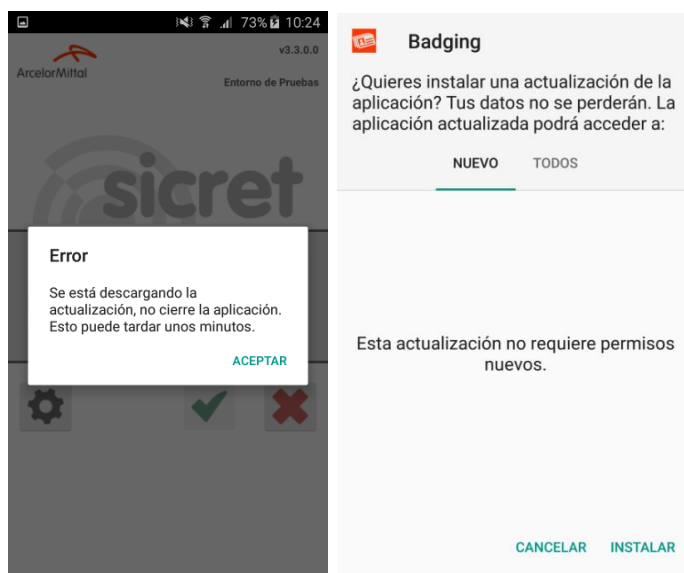 73% 10:24
v3.3.0.0
ArcelorMittal
Entorno de Pruebas
sicret
Error
Se está descargando la
actualización, no cierre la aplicación.
Esto puede tardar unos minutos.
ACEPTAR
Badging
¿Quieres instalar una actualización de la
aplicación? Tus datos no se perderán. La
aplicación actualizada podrá acceder a:
NUEVO TODOS
Esta actualización no requiere permisos
nuevos.
CANCELAR INSTALAR